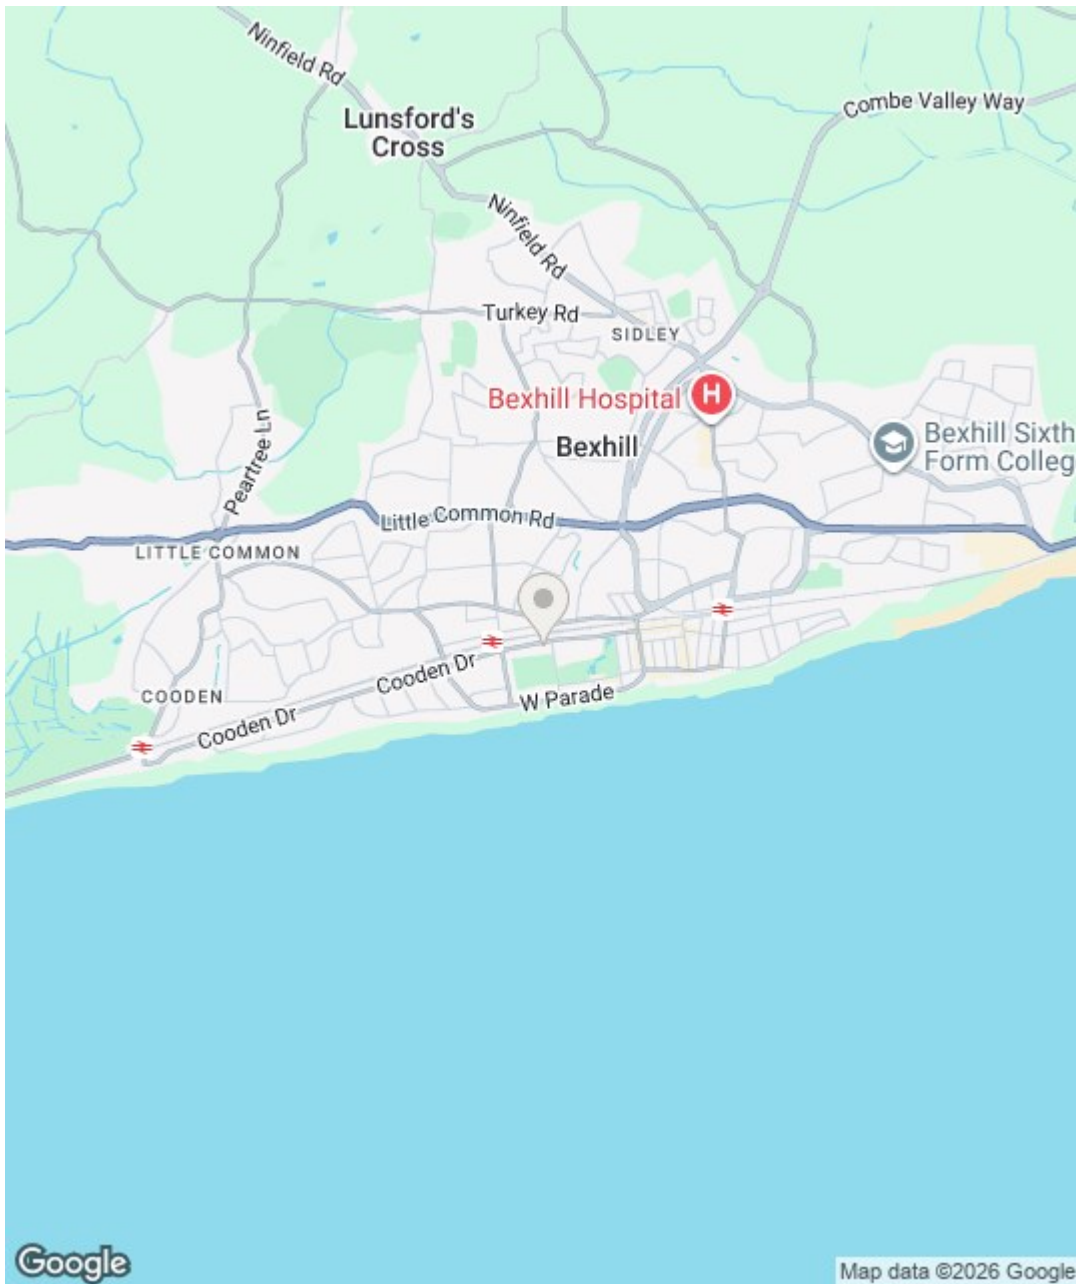 Ninfield Rd
Combe Valley Way
Lunsford's
Cross
Ninfield Rd
Turkey Rd
SIDLEY
Bexhill Hospital
H
Bexhill
Bexhill Sixth
Form Colleg
Peartree Ln
Little Common Rd
LITTLE COMMON
Cooden Dr
COODEN
W Parade
Cooden Dr
Google
Map data ©2026 Google